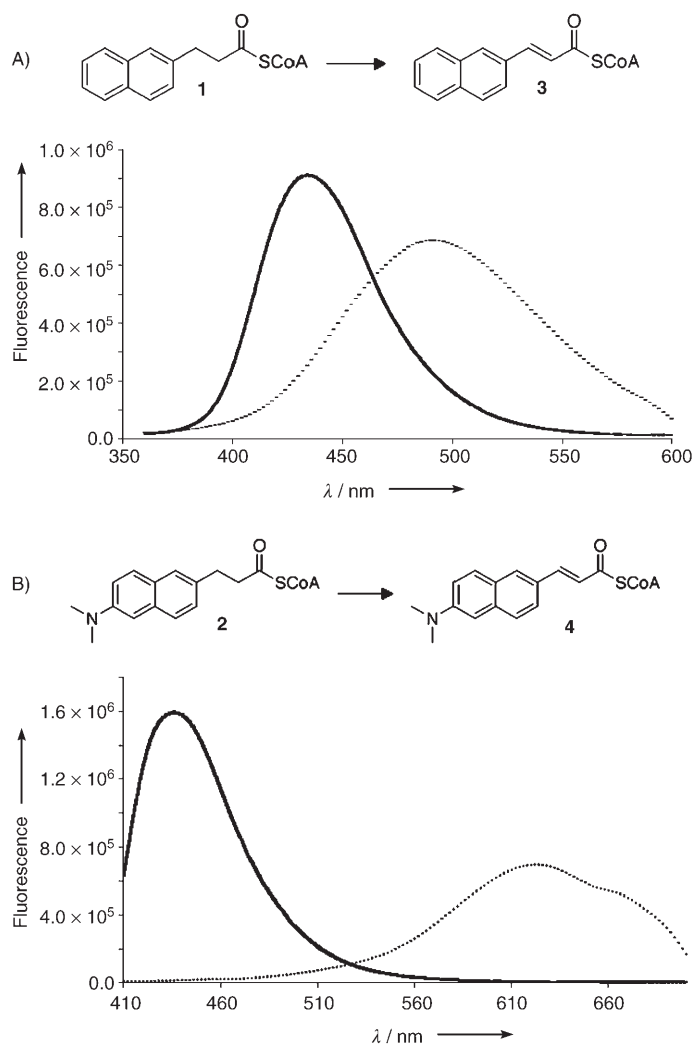 A)
O
SCoA
1
O
SCoA
3
Fluorescence
1.0 × 10⁶
8.0 × 10⁵
6.0 × 10⁵
4.0 × 10⁵
2.0 × 10⁵
0.0
350 400 450 500 550 600
λ / nm
B)
O
SCoA
N
2
O
SCoA
N
4
Fluorescence
1.6 × 10⁶
1.2 × 10⁶
8.0 × 10⁵
4.0 × 10⁵
0.0
410 460 510 560 610 660
λ / nm